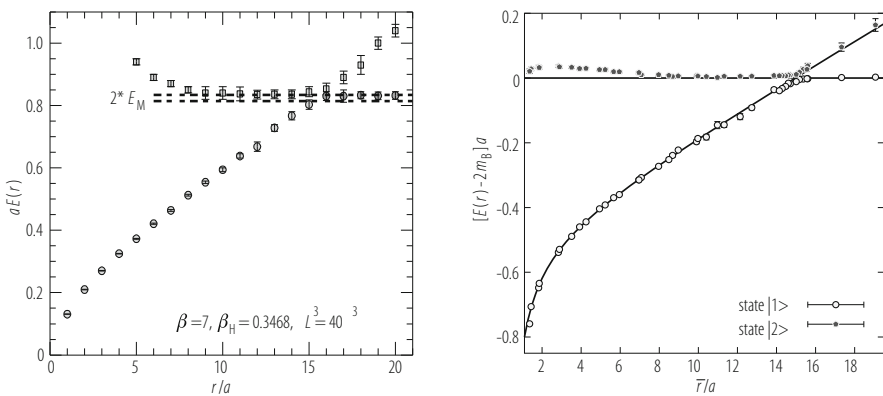 1.0
0.8
0.6
0.4
0.2
0
aE(r)
2* E_M
β =7, β_H = 0.3468, L^3 = 40^3
0 5 10 15 20
r/a
0.2
0
-0.2
-0.4
-0.6
-0.8
[E(r) - 2m_B]a
state |1>
state |2>
2 4 6 8 10 12 14 16 18
r̅/a